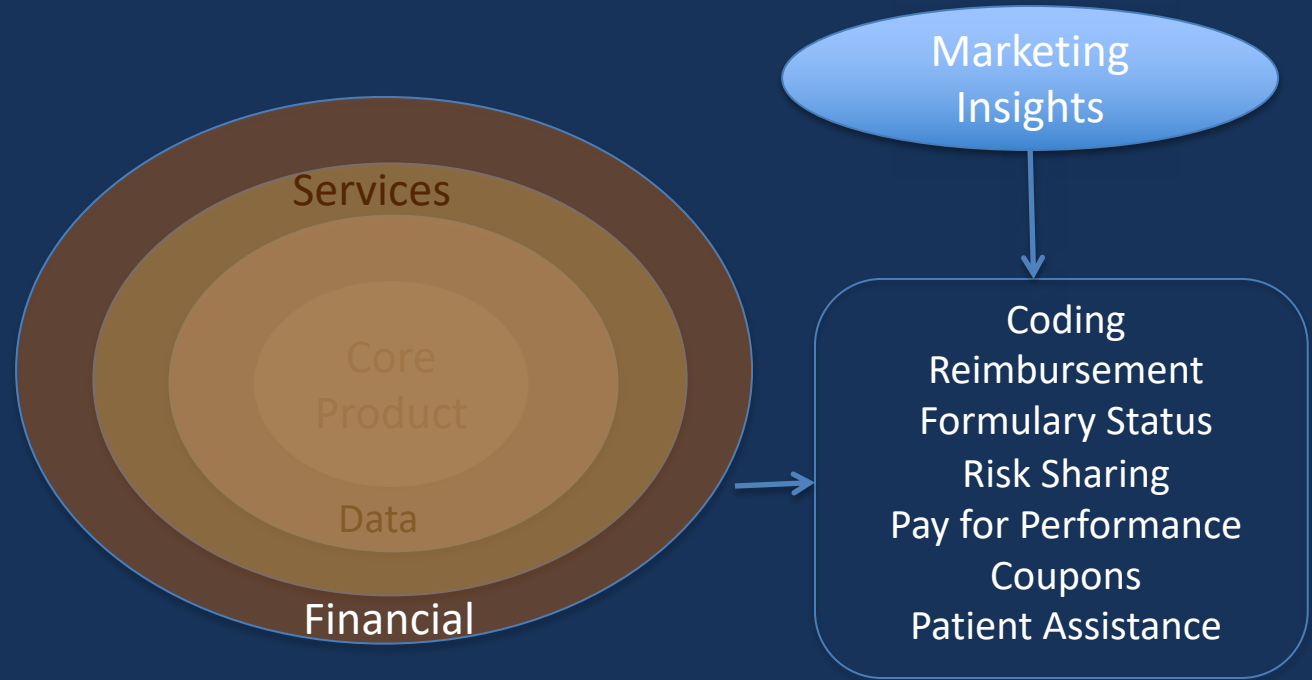 Marketing
Insights
Services
Core
Product
Data
Financial
Coding
Reimbursement
Formulary Status
Risk Sharing
Pay for Performance
Coupons
Patient Assistance